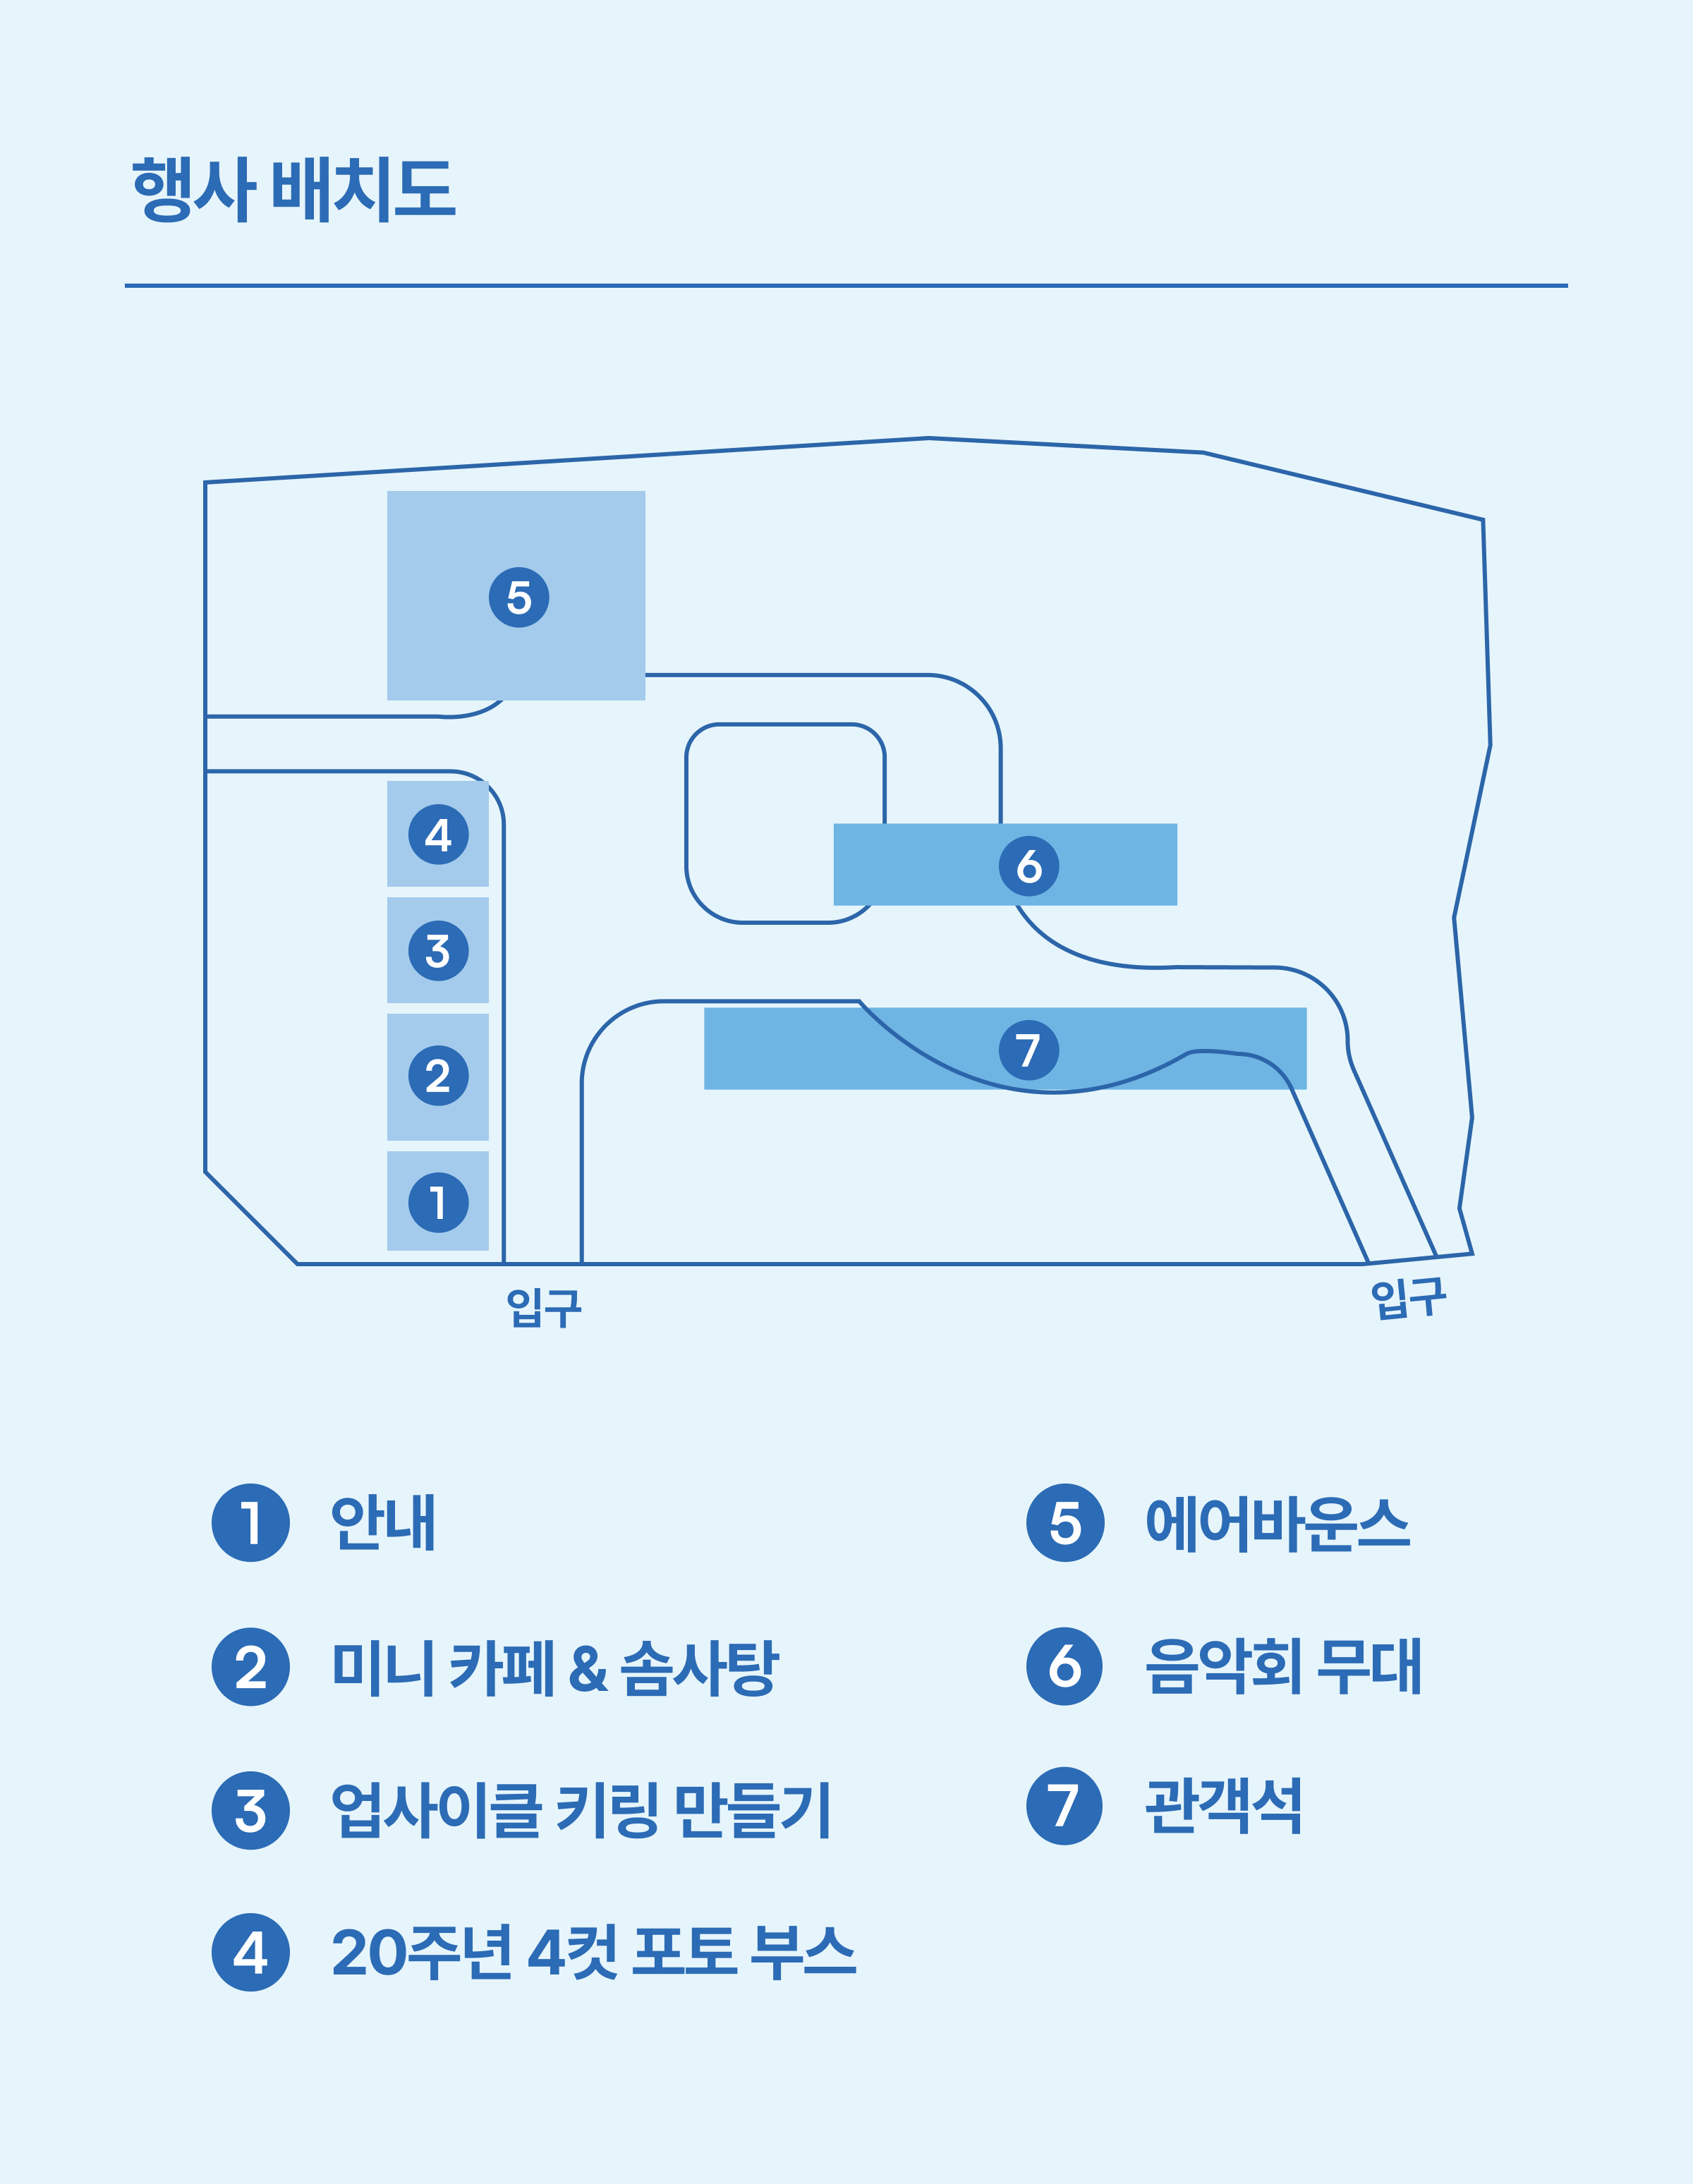 행사 배치도
5
4
6
3
7
2
1
입구
입구
1 안내
2 미니 카페 & 솜사탕
3 업사이클 키링 만들기
4 20주년 4컷 포토 부스
5 에어바운스
6 음악회 무대
7 관객석